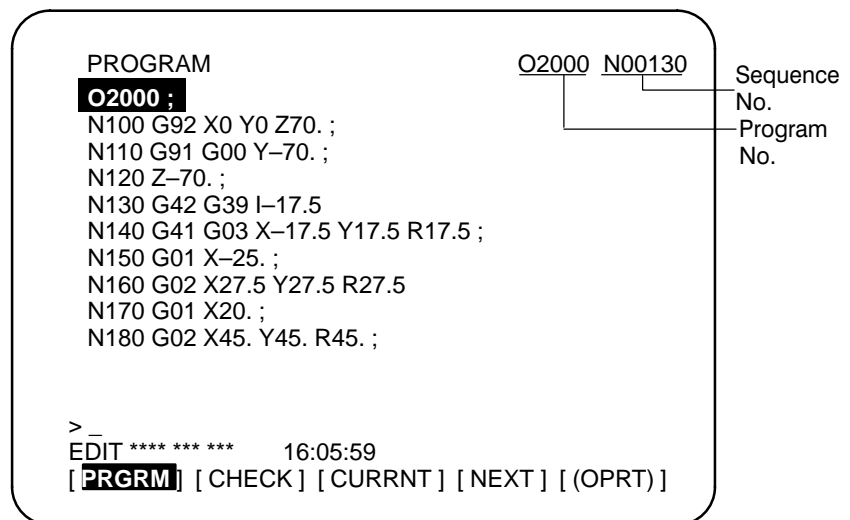 PROGRAM O2000 N00130
Sequence No.
Program No.
O2000 ;
N100 G92 X0 Y0 Z70. ;
N110 G91 G00 Y–70. ;
N120 Z–70. ;
N130 G42 G39 I–17.5
N140 G41 G03 X–17.5 Y17.5 R17.5 ;
N150 G01 X–25. ;
N160 G02 X27.5 Y27.5 R27.5
N170 G01 X20. ;
N180 G02 X45. Y45. R45. ;
> _
EDIT **** *** *** 16:05:59
[ PRGRM ] [ CHECK ] [ CURRNT ] [ NEXT ] [ (OPRT) ]